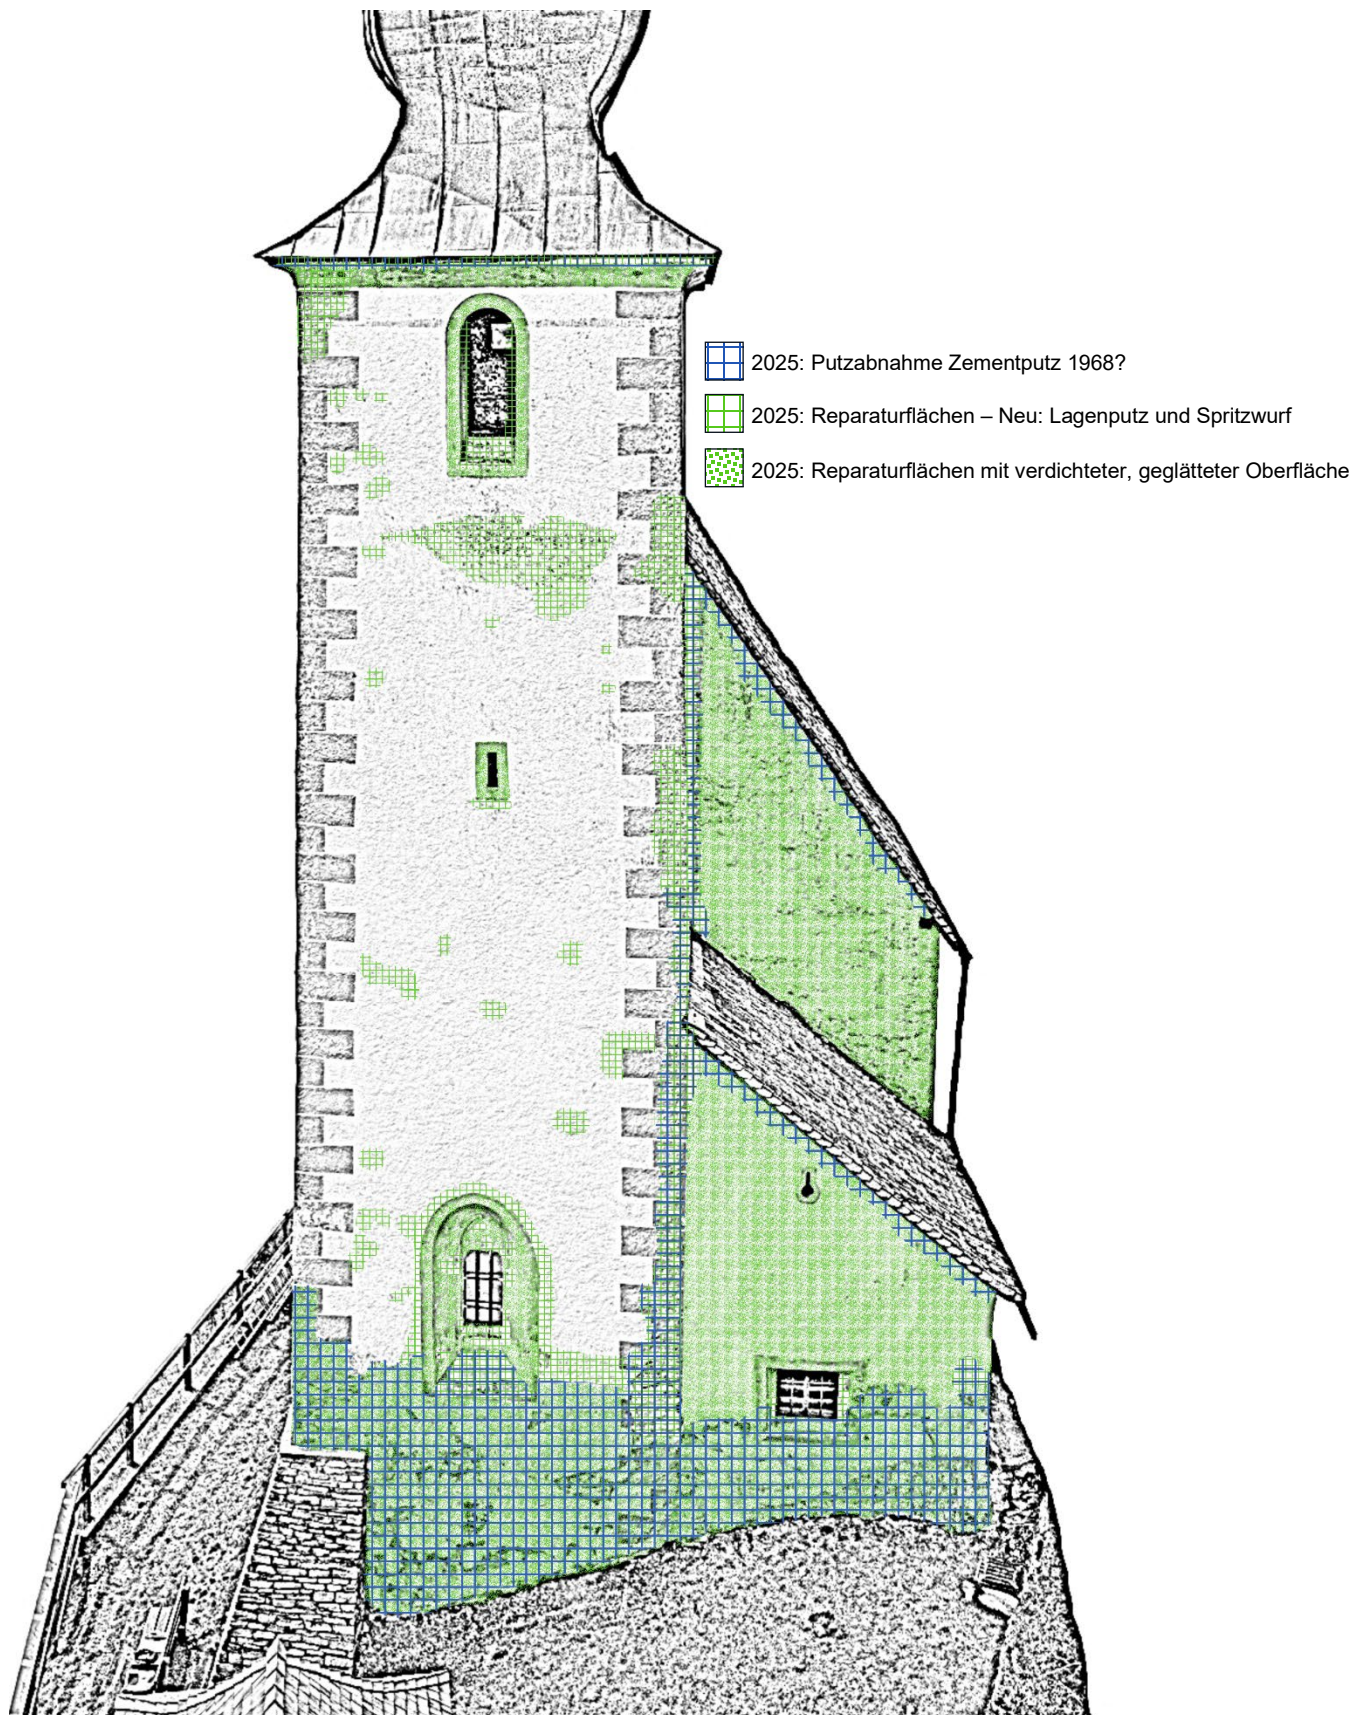 2025: Putzabnahme Zementputz 1968?
2025: Reparaturflächen – Neu: Lagenputz und Spritzwurf
2025: Reparaturflächen mit verdichteter, geglätteter Oberfläche